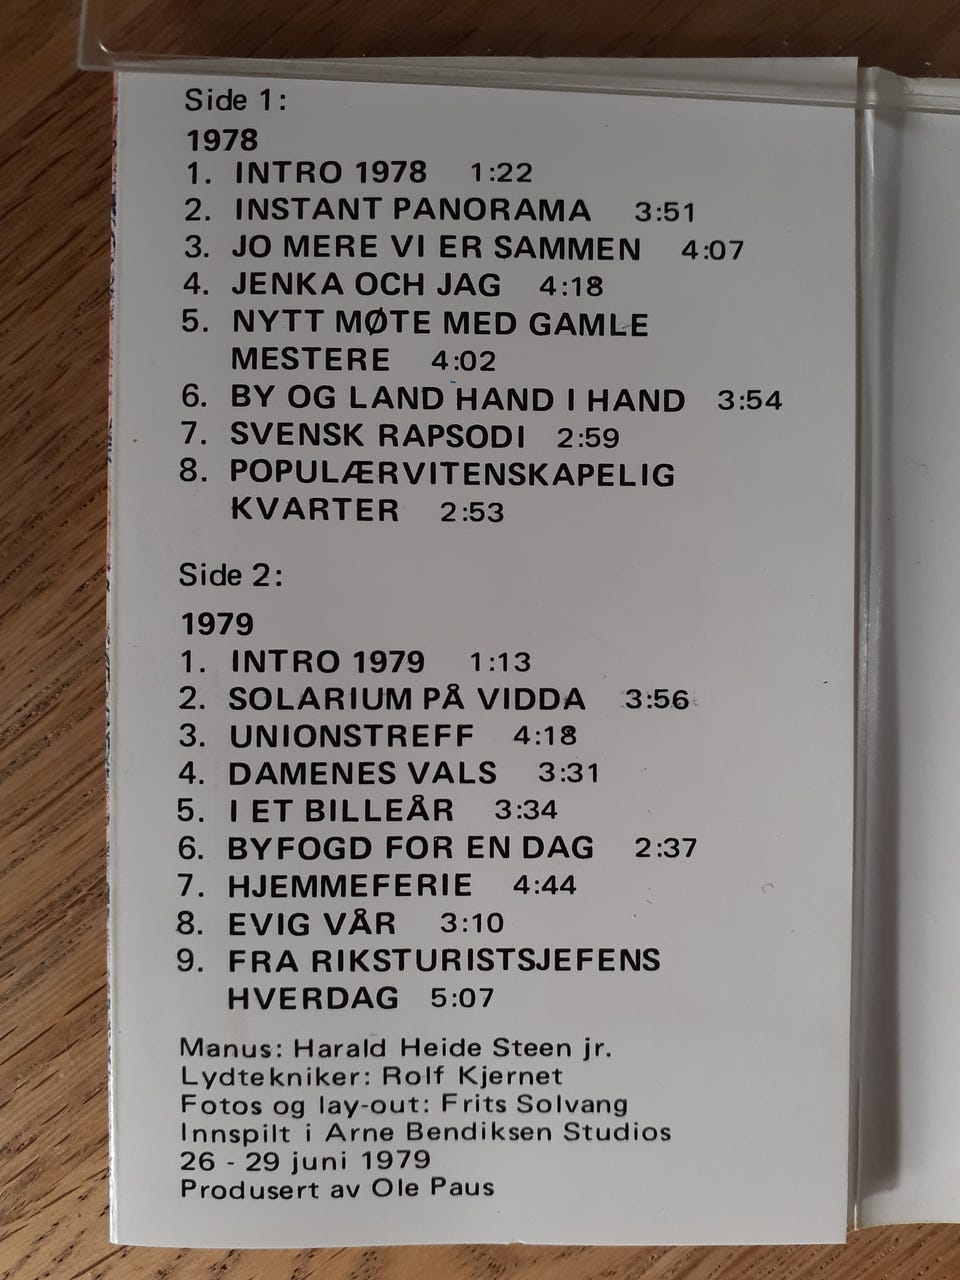 Side 1:
1978
1. INTRO 1978 1:22
2. INSTANT PANORAMA 3:51
3. JO MERE VI ER SAMMEN 4:07
4. JENKA OCH JAG 4:18
5. NYTT MØTE MED GAMLE
MESTERE 4:02
6. BY OG LAND HAND I HAND 3:54
7. SVENSK RAPSODI 2:59
8. POPULÆRVITENSKAPELIG
KVARTER 2:53
Side 2:
1979
1. INTRO 1979 1:13
2. SOLARIUM PÅ VIDDA 3:56
3. UNIONSTREFF 4:18
4. DAMENES VALS 3:31
5. I ET BILLEÅR 3:34
6. BYFOGD FOR EN DAG 2:37
7. HJEMMEFERIE 4:44
8. EVIG VÅR 3:10
9. FRA RIKSTURISTSJEFENS
HVERDAG 5:07
Manus: Harald Heide Steen jr.
Lydtekniker: Rolf Kjernet
Fotos og lay-out: Frits Solvang
Innspilt i Arne Bendiksen Studios
26 - 29 juni 1979
Produsert av Ole Paus